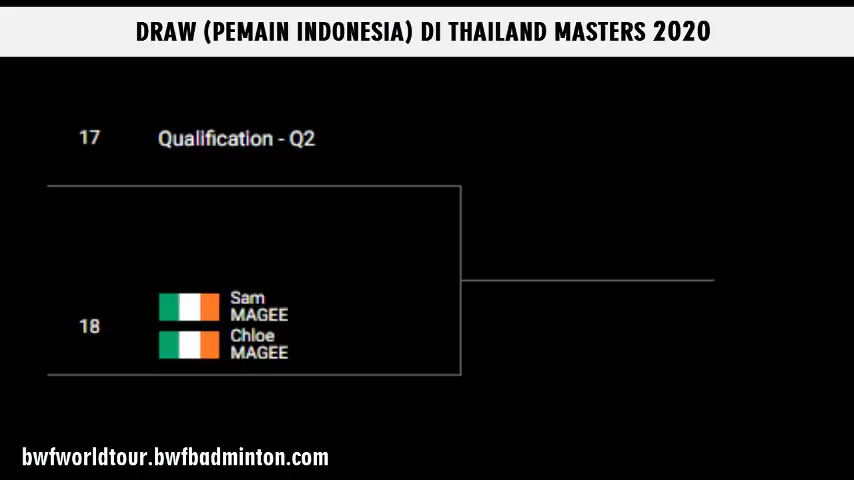 DRAW (PEMAIN INDONESIA) DI THAILAND MASTERS 2020
17 Qualification - Q2
Sam
MAGEE
18
Chloe
MAGEE
bwfworldtour.bwfbadminton.com